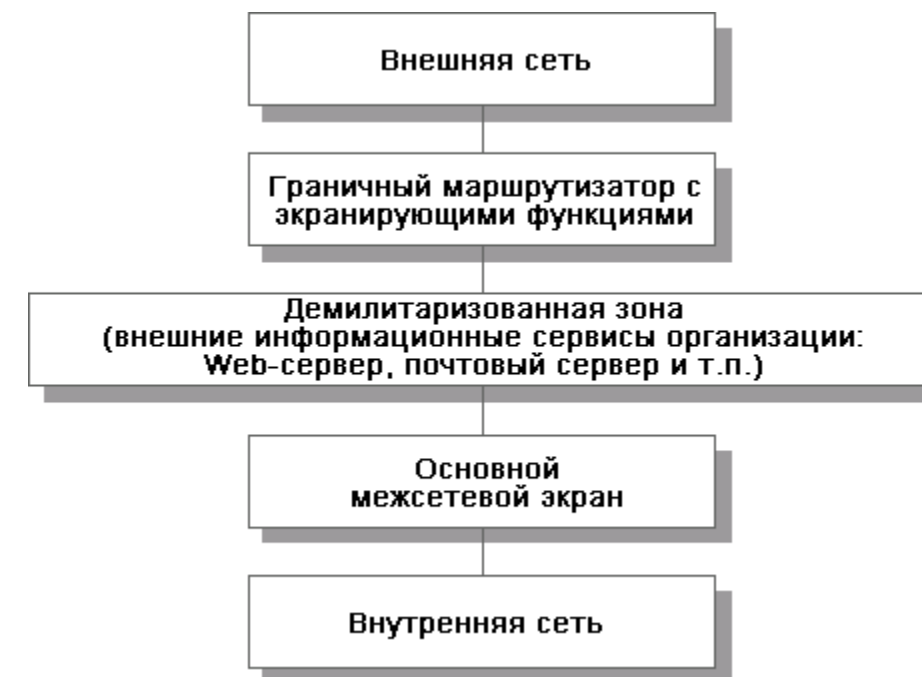 Внешняя сеть
Граничный маршрутизатор с
экранирующими функциями
Демилитаризованная зона
(внешние информационные сервисы организации:
Web-сервер, почтовый сервер и т.п.)
Основной
межсетевой экран
Внутренняя сеть